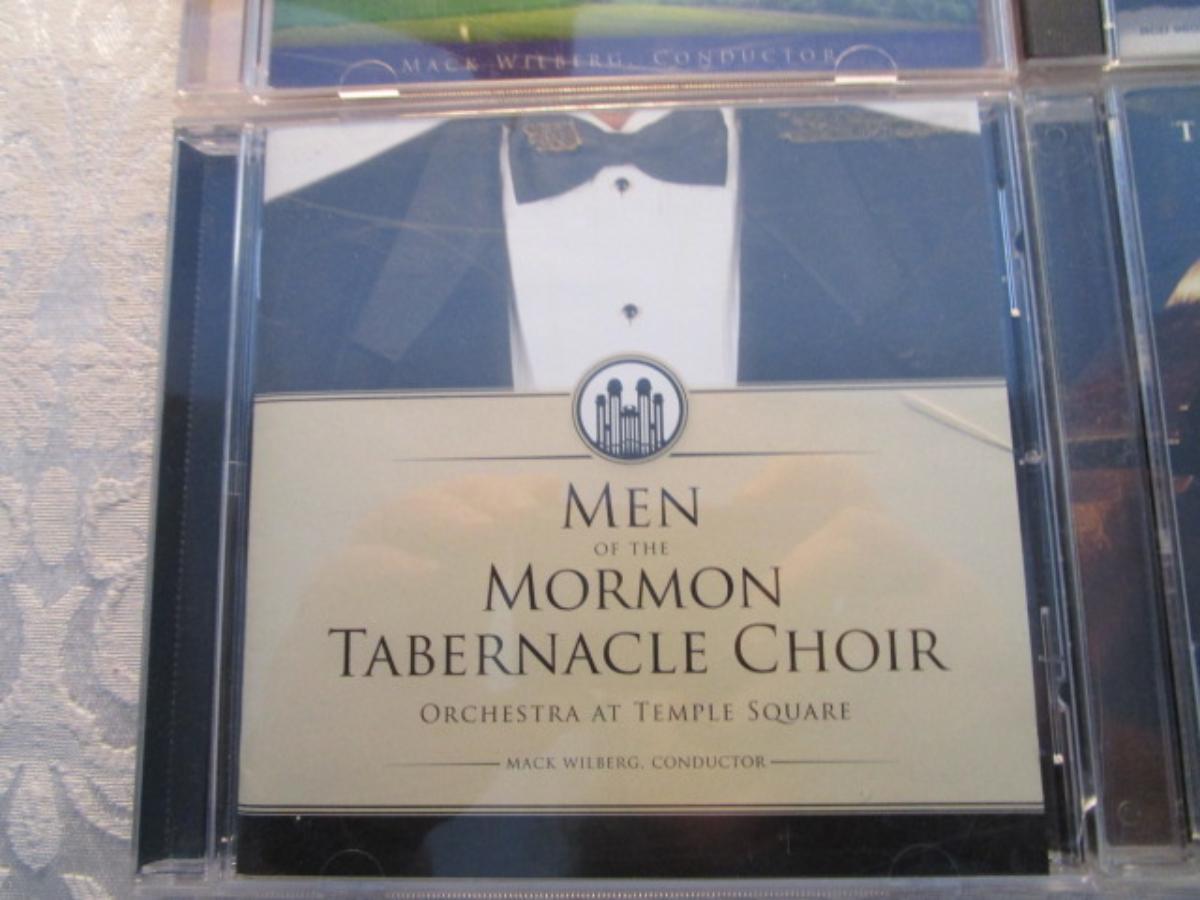 MACK WILBERG, CONDUCTOR
T
MEN
OF THE
MORMON
TABERNACLE CHOIR
ORCHESTRA AT TEMPLE SQUARE
MACK WILBERG, CONDUCTOR